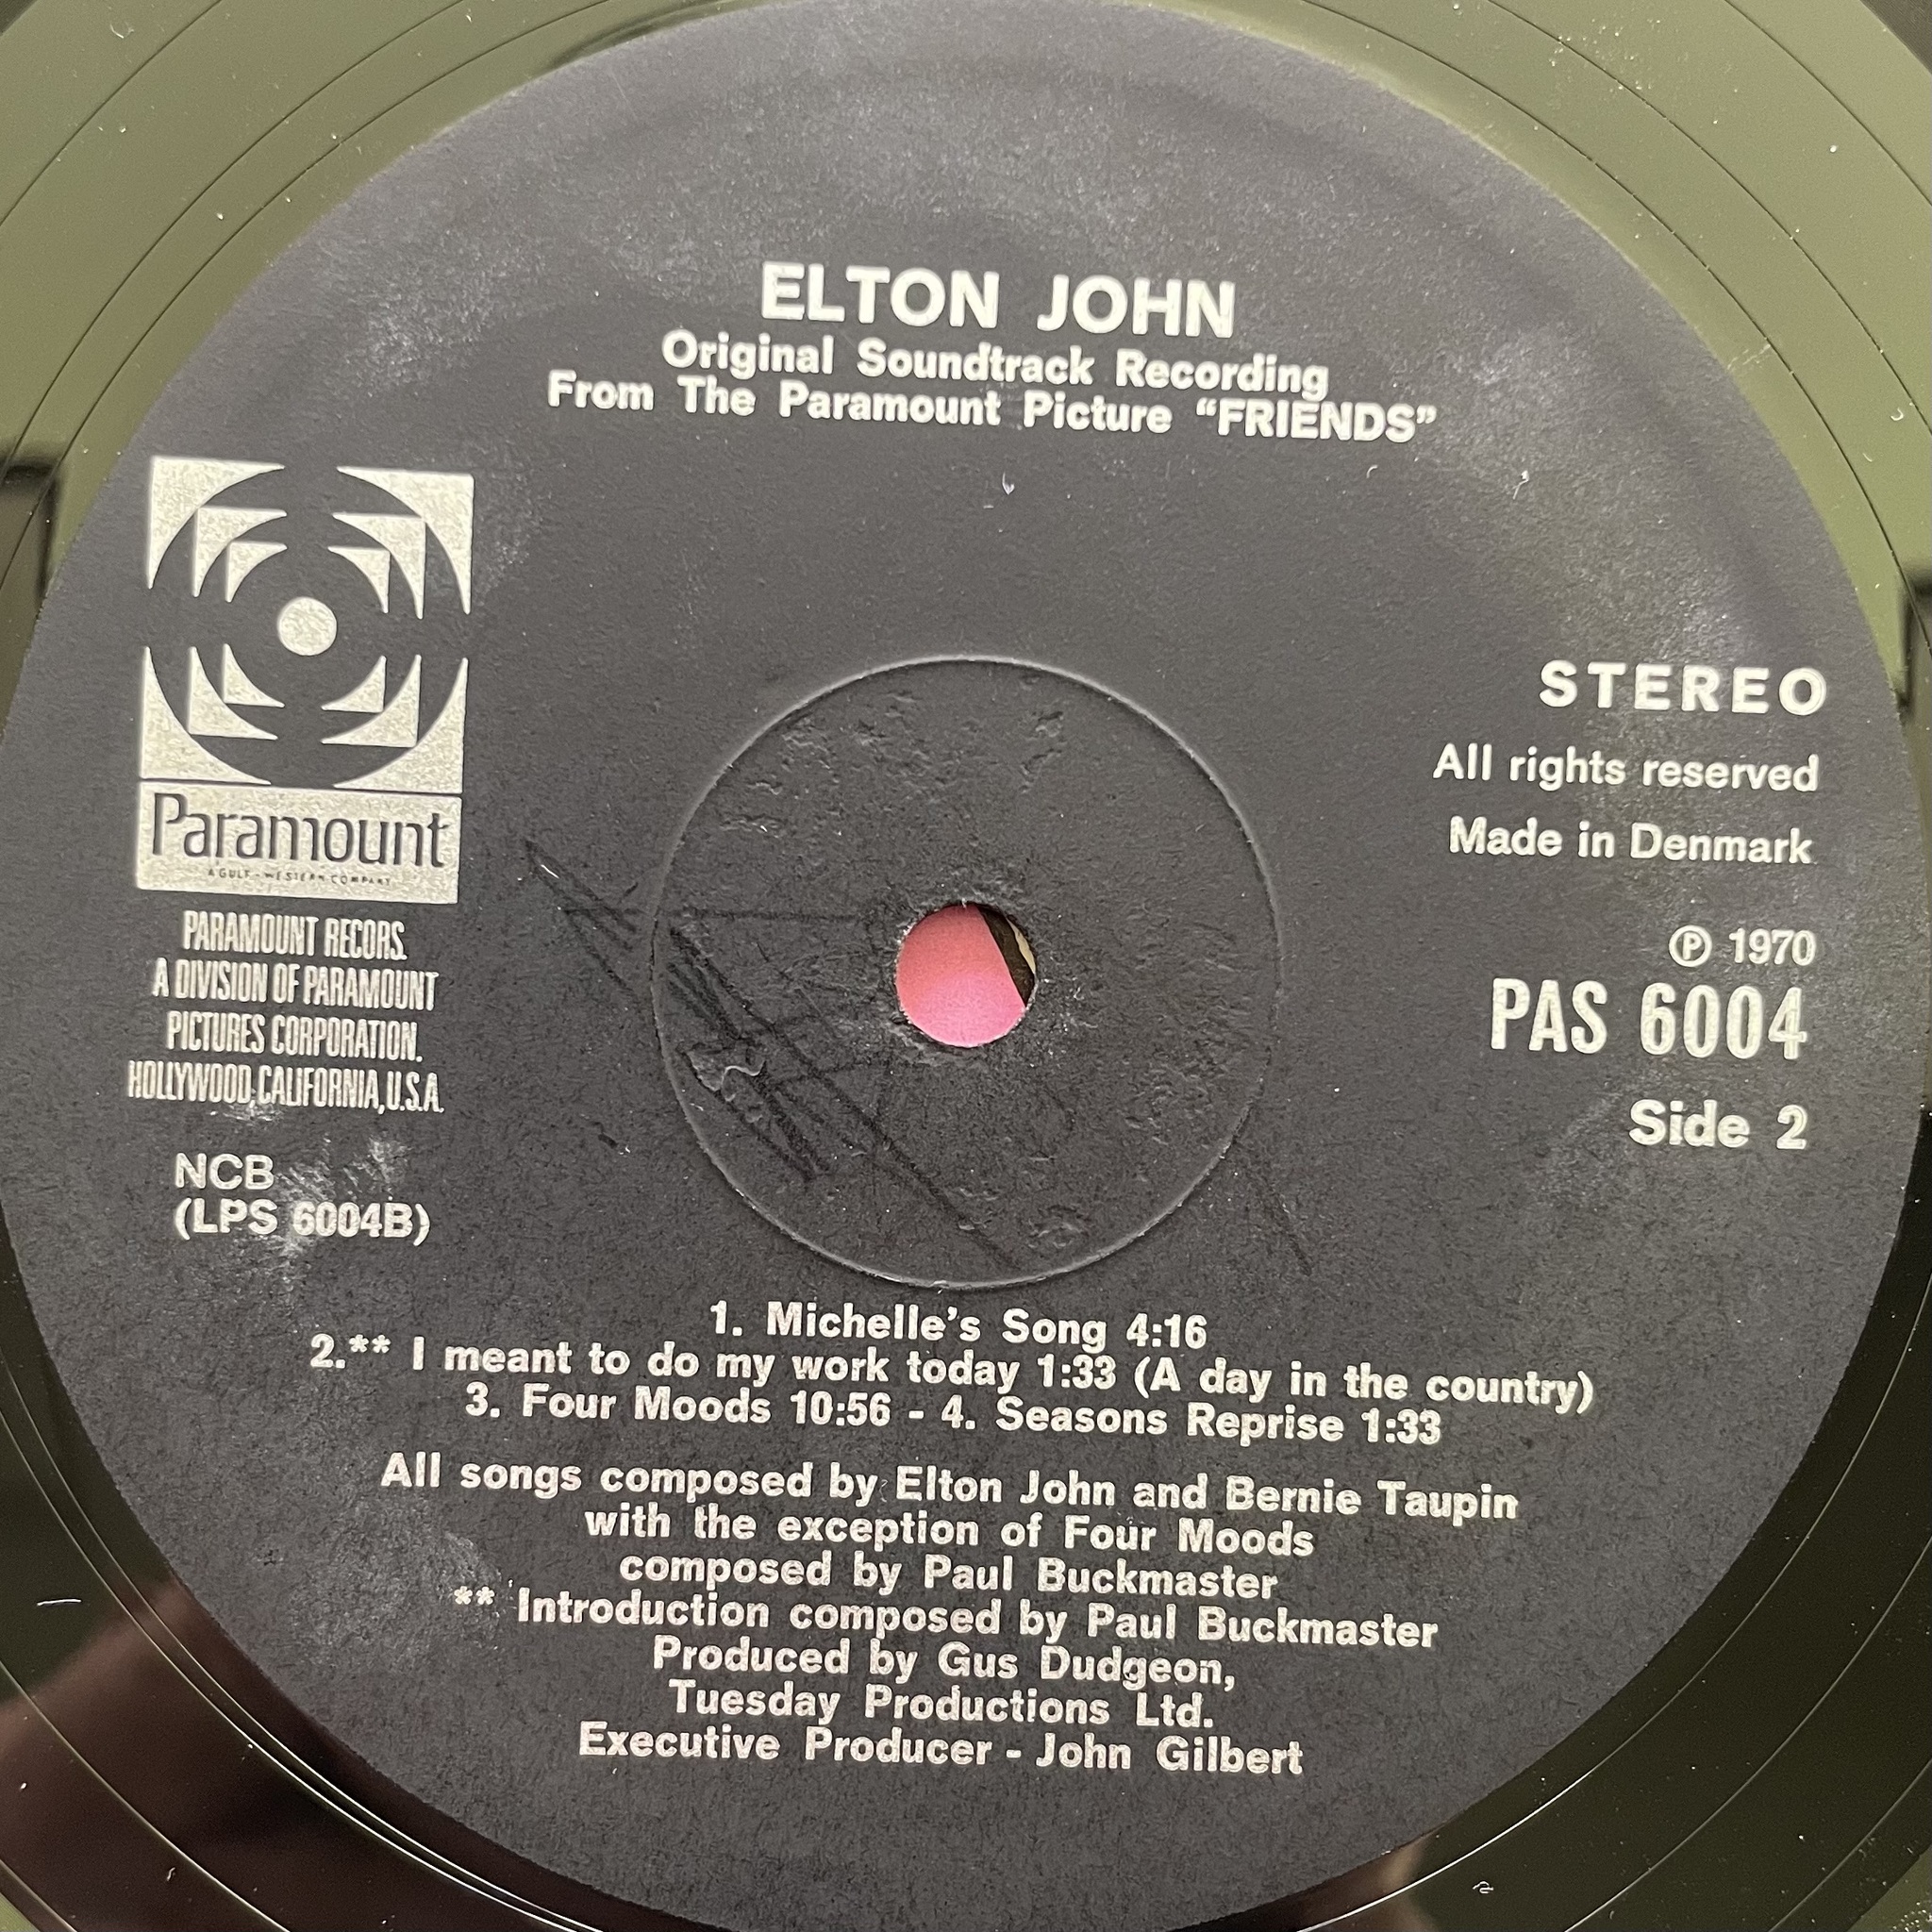 ELTON JOHN
Original Soundtrack Recording
From The Paramount Picture “FRIENDS”
Paramount
A GULF + WESTERN COMPANY
PARAMOUNT RECORS.
A DIVISION OF PARAMOUNT
PICTURES CORPORATION.
HOLLYWOOD, CALIFORNIA, U.S.A.
NCB
(LPS 6004B)
STEREO
All rights reserved
Made in Denmark
℗ 1970
PAS 6004
Side 2
1. Michelle’s Song 4:16
2.** I meant to do my work today 1:33 (A day in the country)
3. Four Moods 10:56 - 4. Seasons Reprise 1:33
All songs composed by Elton John and Bernie Taupin
with the exception of Four Moods
composed by Paul Buckmaster
** Introduction composed by Paul Buckmaster
Produced by Gus Dudgeon,
Tuesday Productions Ltd.
Executive Producer - John Gilbert